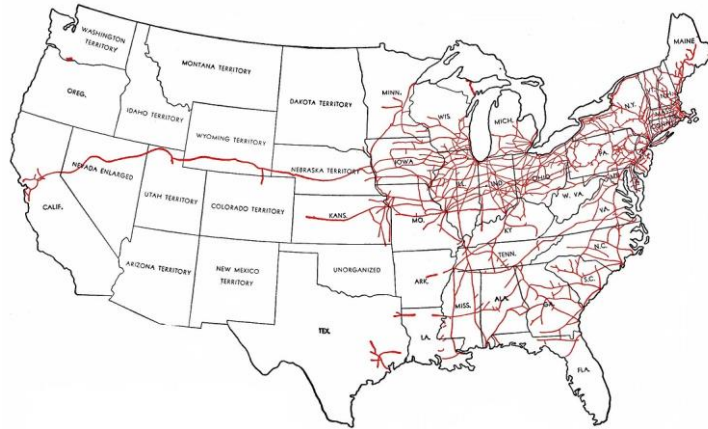 WASHINGTON
TERRITORY
MONTANA TERRITORY
DAKOTA TERRITORY
MINN.
MAINE
OREG.
IDAHO
TERRITORY
WYOMING TERRITORY
WIS.
MICH.
N.Y.
VT.
NEVADA ENLARGED
NEBRASKA TERRITORY
IOWA
PA.
CALIF.
UTAH
TERRITORY
COLORADO TERRITORY
KANS.
MO.
ILL.
IND.
OHIO
W. VA.
VA.
KY
ARIZONA
TERRITORY
NEW MEXICO
TERRITORY
UNORGANIZED
ARK.
TENN.
N.C.
S.C.
TEX.
LA.
MISS.
ALA.
GA.
FLA.